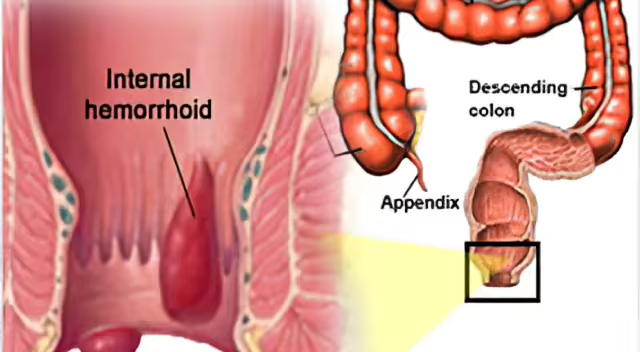 Internal
hemorrhoid
Descending
colon
Appendix